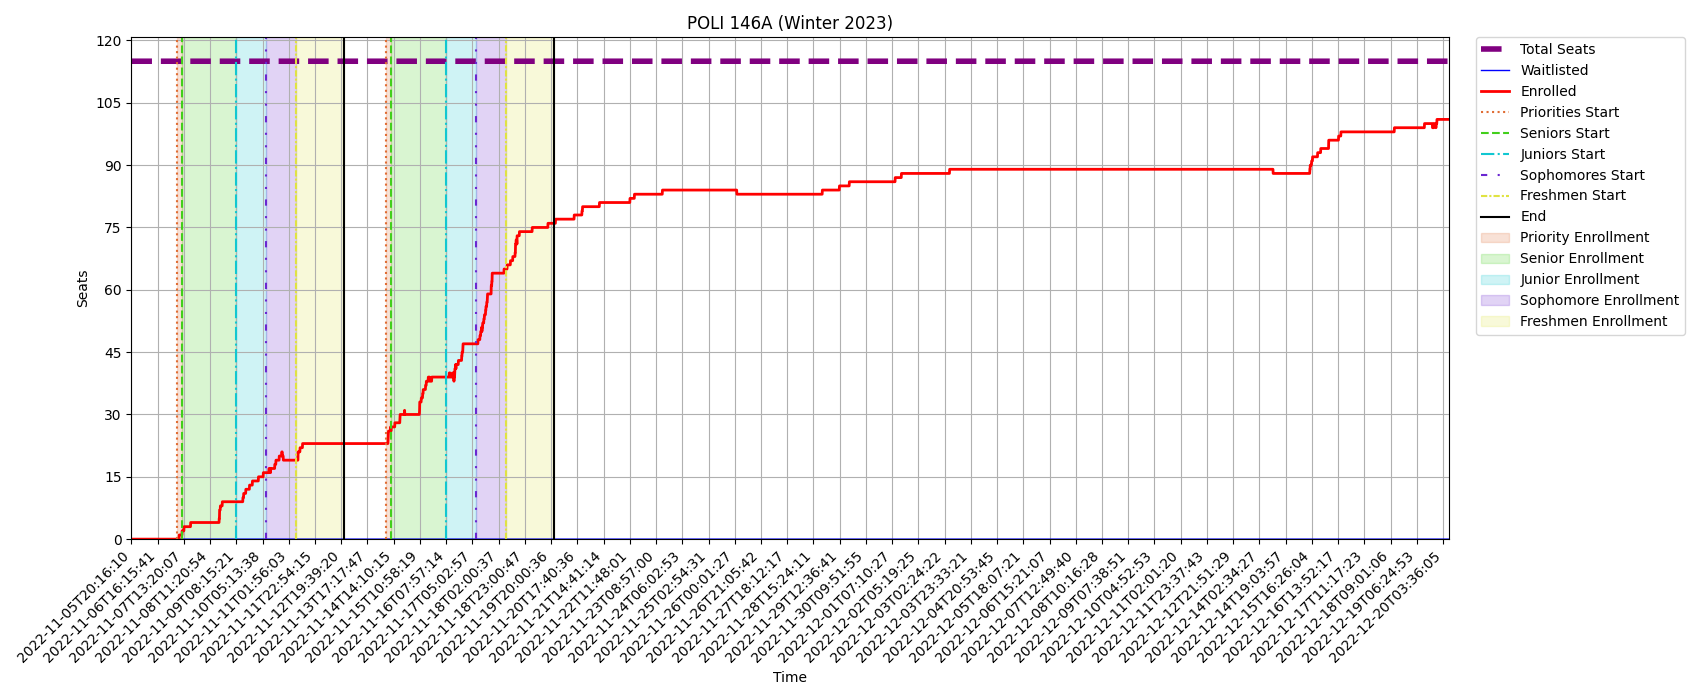 POLI 146A (Winter 2023)
120
105
90
75
60
45
30
15
0
Seats
2022-11-05T20:16:10
2022-11-06T16:15:41
2022-11-07T13:20:07
2022-11-08T11:20:54
2022-11-09T08:15:21
2022-11-10T05:13:38
2022-11-11T01:56:03
2022-11-11T22:54:15
2022-11-12T19:39:20
2022-11-13T17:17:47
2022-11-14T14:10:15
2022-11-15T10:58:19
2022-11-16T07:57:14
2022-11-17T05:02:57
2022-11-18T02:00:37
2022-11-18T23:00:47
2022-11-19T20:00:36
2022-11-20T17:40:36
2022-11-21T14:41:14
2022-11-22T11:48:01
2022-11-23T08:57:00
2022-11-24T06:02:53
2022-11-25T02:54:31
2022-11-26T00:01:27
2022-11-26T21:05:42
2022-11-27T18:12:17
2022-11-28T15:24:11
2022-11-29T12:36:41
2022-11-30T09:51:55
2022-12-01T07:10:27
2022-12-02T05:19:25
2022-12-03T02:24:22
2022-12-03T23:33:21
2022-12-04T20:53:45
2022-12-05T18:07:21
2022-12-06T15:21:07
2022-12-07T12:49:40
2022-12-08T10:16:28
2022-12-09T07:38:51
2022-12-10T04:52:53
2022-12-11T02:01:20
2022-12-11T23:37:43
2022-12-12T21:51:29
2022-12-14T02:34:27
2022-12-14T19:03:57
2022-12-15T16:26:04
2022-12-16T13:52:17
2022-12-17T11:17:23
2022-12-18T09:01:06
2022-12-19T06:24:53
2022-12-20T03:36:05
Time
Total Seats
Waitlisted
Enrolled
Priorities Start
Seniors Start
Juniors Start
Sophomores Start
Freshmen Start
End
Priority Enrollment
Senior Enrollment
Junior Enrollment
Sophomore Enrollment
Freshmen Enrollment